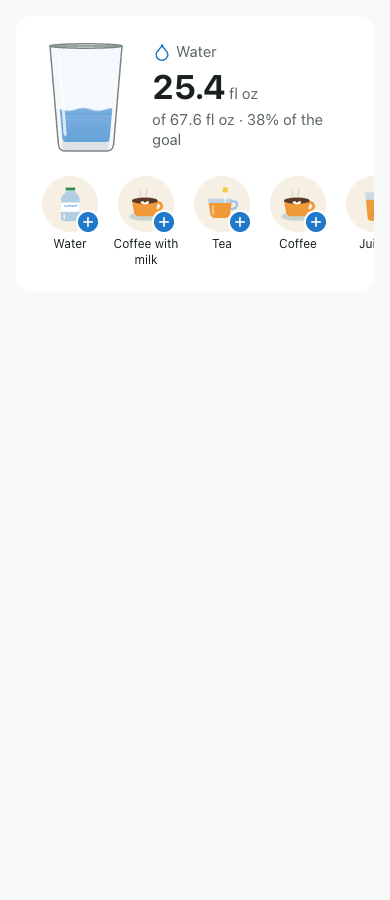 Water
25.4 fl oz
of 67.6 fl oz · 38% of the
goal
Water
Coffee with
milk
Tea
Coffee
Jui